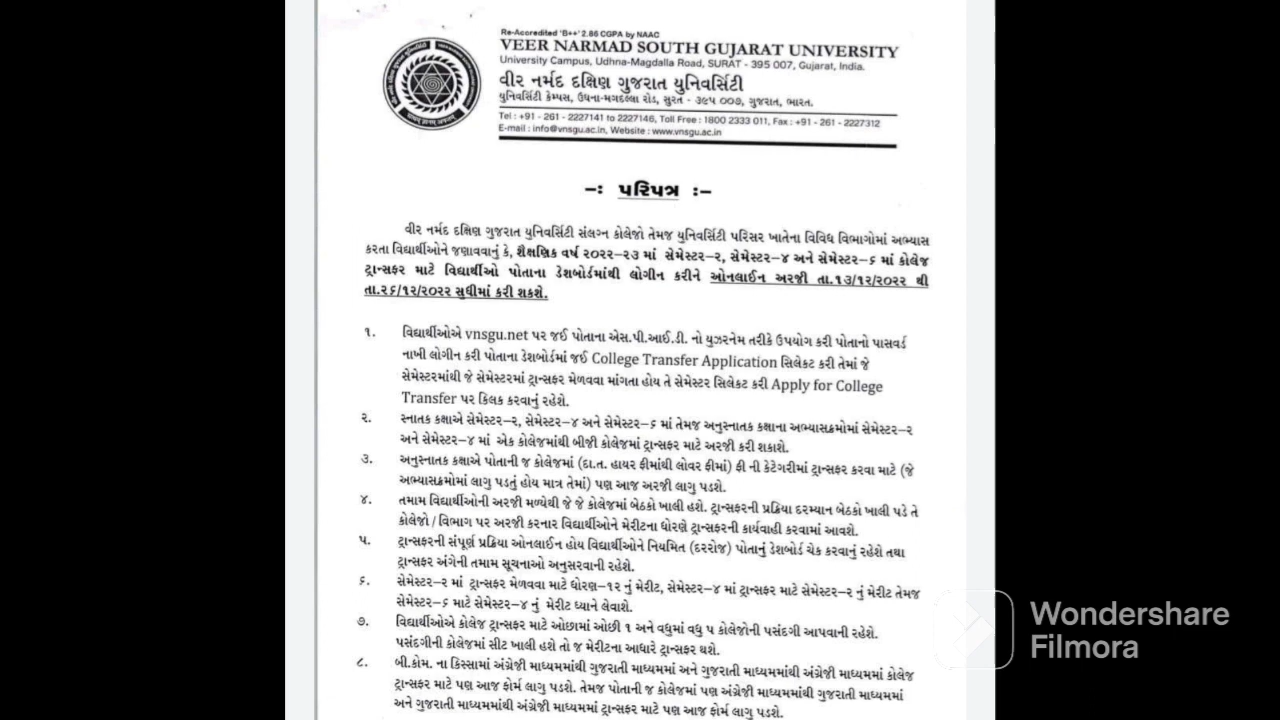 Re-Accredited 'B++' 2.86 CGPA by NAAC
VEER NARMAD SOUTH GUJARAT UNIVERSITY
University Campus, Udhna-Magdalla Road, SURAT - 395 007, Gujarat, India.
વીર નર્મદ દક્ષિણ ગુજરાત યુનિવર્સિટી
યુનિવર્સિટી કેમ્પસ, ઉધના-મગદલ્લા રોડ, સુરત - ૩૯૫ ૦૦૭, ગુજરાત, ભારત.
Tel : +91 - 261 - 2227141 to 2227146, Toll Free : 1800 2333 011, Fax : +91 - 261 - 2227312
E-mail : info@vnsgu.ac.in, Website : www.vnsgu.ac.in
-: પરિપત્ર :-
વીર નર્મદ દક્ષિણ ગુજરાત યુનિવર્સિટી સંલગ્ન કોલેજો તેમજ યુનિવર્સિટી પરિસર ખાતેના વિવિધ વિભાગોમાં અભ્યાસ
કરતા વિદ્યાર્થીઓને જણાવવાનું કે, શૈક્ષણિક વર્ષ ૨૦૨૨-૨૩ માં સેમેસ્ટર-૨, સેમેસ્ટર-૪ અને સેમેસ્ટર-૬ માં કોલેજ
ટ્રાન્સફર માટે વિદ્યાર્થીઓ પોતાના ડેશબોર્ડમાંથી લોગીન કરીને ઓનલાઈન અરજી તા.૧૩/૧૨/૨૦૨૨ થી
તા.૨૬/૧૨/૨૦૨૨ સુધીમાં કરી શકશે.
૧. વિદ્યાર્થીઓએ vnsgu.net પર જઈ પોતાના એસ.પી.આઈ.ડી. નો યુઝરનેમ તરીકે ઉપયોગ કરી પોતાનો પાસવર્ડ
નાખી લોગીન કરી પોતાના ડેશબોર્ડમાં જઈ College Transfer Application સિલેકટ કરી તેમાં જે
સેમેસ્ટરમાંથી જે સેમેસ્ટરમાં ટ્રાન્સફર મેળવવા માંગતા હોય તે સેમેસ્ટર સિલેકટ કરી Apply for College
Transfer પર કિલક કરવાનું રહેશે.
૨. સ્નાતક કક્ષાએ સેમેસ્ટર-૨, સેમેસ્ટર-૪ અને સેમેસ્ટર-૬ માં તેમજ અનુસ્નાતક કક્ષાના અભ્યાસક્રમોમાં સેમેસ્ટર-૨
અને સેમેસ્ટર-૪ માં એક કોલેજમાંથી બીજી કોલેજમાં ટ્રાન્સફર માટે અરજી કરી શકાશે.
૩. અનુસ્નાતક કક્ષાએ પોતાની જ કોલેજમાં (દા.ત. હાયર ફીમાંથી લોવર ફીમાં) ફી ની કેટેગરીમાં ટ્રાન્સફર કરવા માટે (જે
અભ્યાસક્રમોમાં લાગુ પડતું હોય માત્ર તેમાં) પણ આજ અરજી લાગુ પડશે.
૪. તમામ વિદ્યાર્થીઓની અરજી મળ્યેથી જે જે કોલેજમાં બેઠકો ખાલી હશે. ટ્રાન્સફરની પ્રક્રિયા દરમ્યાન બેઠકો ખાલી પડે તે
કોલેજો / વિભાગ પર અરજી કરનાર વિદ્યાર્થીઓને મેરીટના ધોરણે ટ્રાન્સફરની કાર્યવાહી કરવામાં આવશે.
૫. ટ્રાન્સફરની સંપૂર્ણ પ્રક્રિયા ઓનલાઈન હોય વિદ્યાર્થીઓને નિયમિત (દરરોજ) પોતાનું ડેશબોર્ડ ચેક કરવાનું રહેશે તથા
ટ્રાન્સફર અંગેની તમામ સૂચનાઓ અનુસરવાની રહેશે.
૬. સેમેસ્ટર-૨ માં ટ્રાન્સફર મેળવવા માટે ધોરણ-૧૨ નું મેરીટ, સેમેસ્ટર-૪ માં ટ્રાન્સફર માટે સેમેસ્ટર-૨ નું મેરીટ તેમજ
સેમેસ્ટર-૬ માટે સેમેસ્ટર-૪ નું મેરીટ ધ્યાને લેવાશે.
૭. વિદ્યાર્થીઓએ કોલેજ ટ્રાન્સફર માટે ઓછામાં ઓછી ૧ અને વધુમાં વધુ ૫ કોલેજોની પસંદગી આપવાની રહેશે.
પસંદગીની કોલેજમાં સીટ ખાલી હશે તો જ મેરીટના આધારે ટ્રાન્સફર થશે.
૮. બી.કોમ. ના કિસ્સામાં અંગ્રેજી માધ્યમમાંથી ગુજરાતી માધ્યમમાં અને ગુજરાતી માધ્યમમાંથી અંગ્રેજી માધ્યમમાં કોલેજ
ટ્રાન્સફર માટે પણ આજ ફોર્મ લાગુ પડશે. તેમજ પોતાની જ કોલેજમાં પણ અંગ્રેજી માધ્યમમાંથી ગુજરાતી માધ્યમમાં
અને ગુજરાતી માધ્યમમાંથી અંગ્રેજી માધ્યમમાં ટ્રાન્સફર માટે પણ આજ ફોર્મ લાગુ પડશે.
Wondershare
Filmora